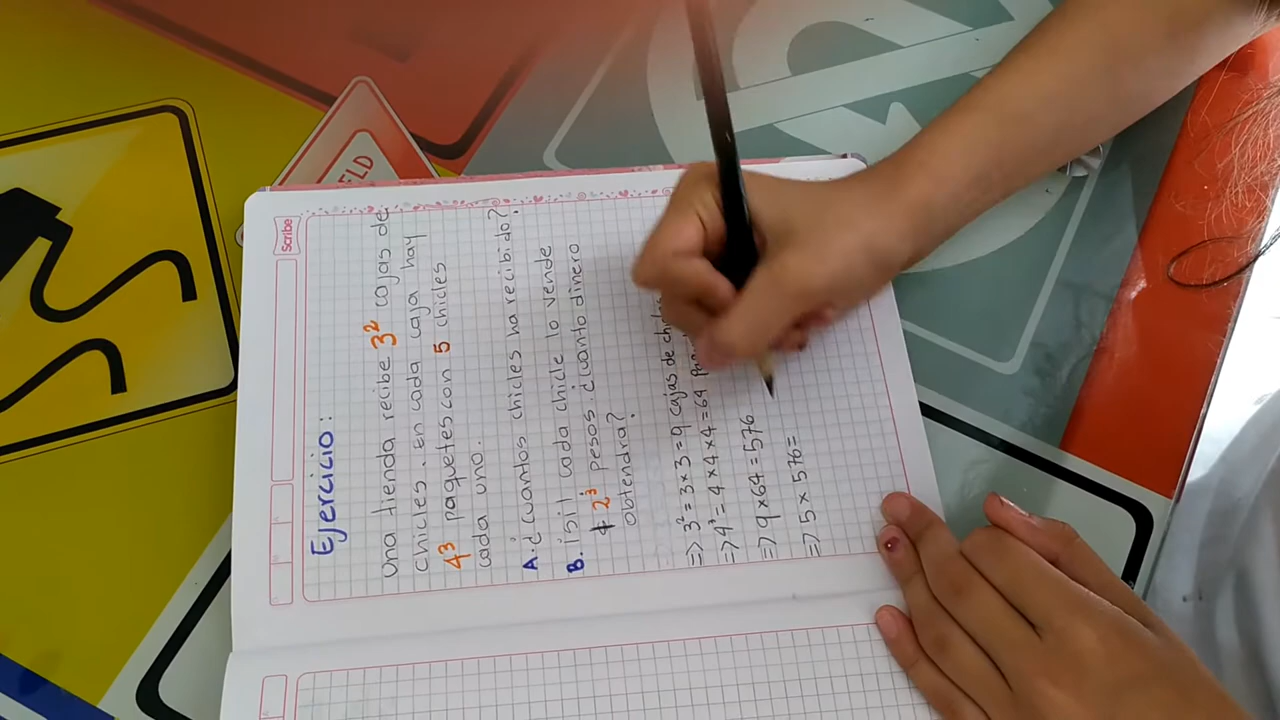 Scribe
Ejercicio:
una tienda recibe 3² cajas de
chicles. En cada caja hay
4³ paquetes con 5 chicles
cada uno.
A. ¿cuantos chicles ha recibido?
B. ¡si! cada chicle lo vende
$ 2³ pesos. ¿cuanto dinero
obtendra?
=> 3² = 3 x 3 = 9 cajas de
=> 4³ = 4 x 4 x 4 = 64
=> 9 x 64 = 576
=> 5 x 576 =